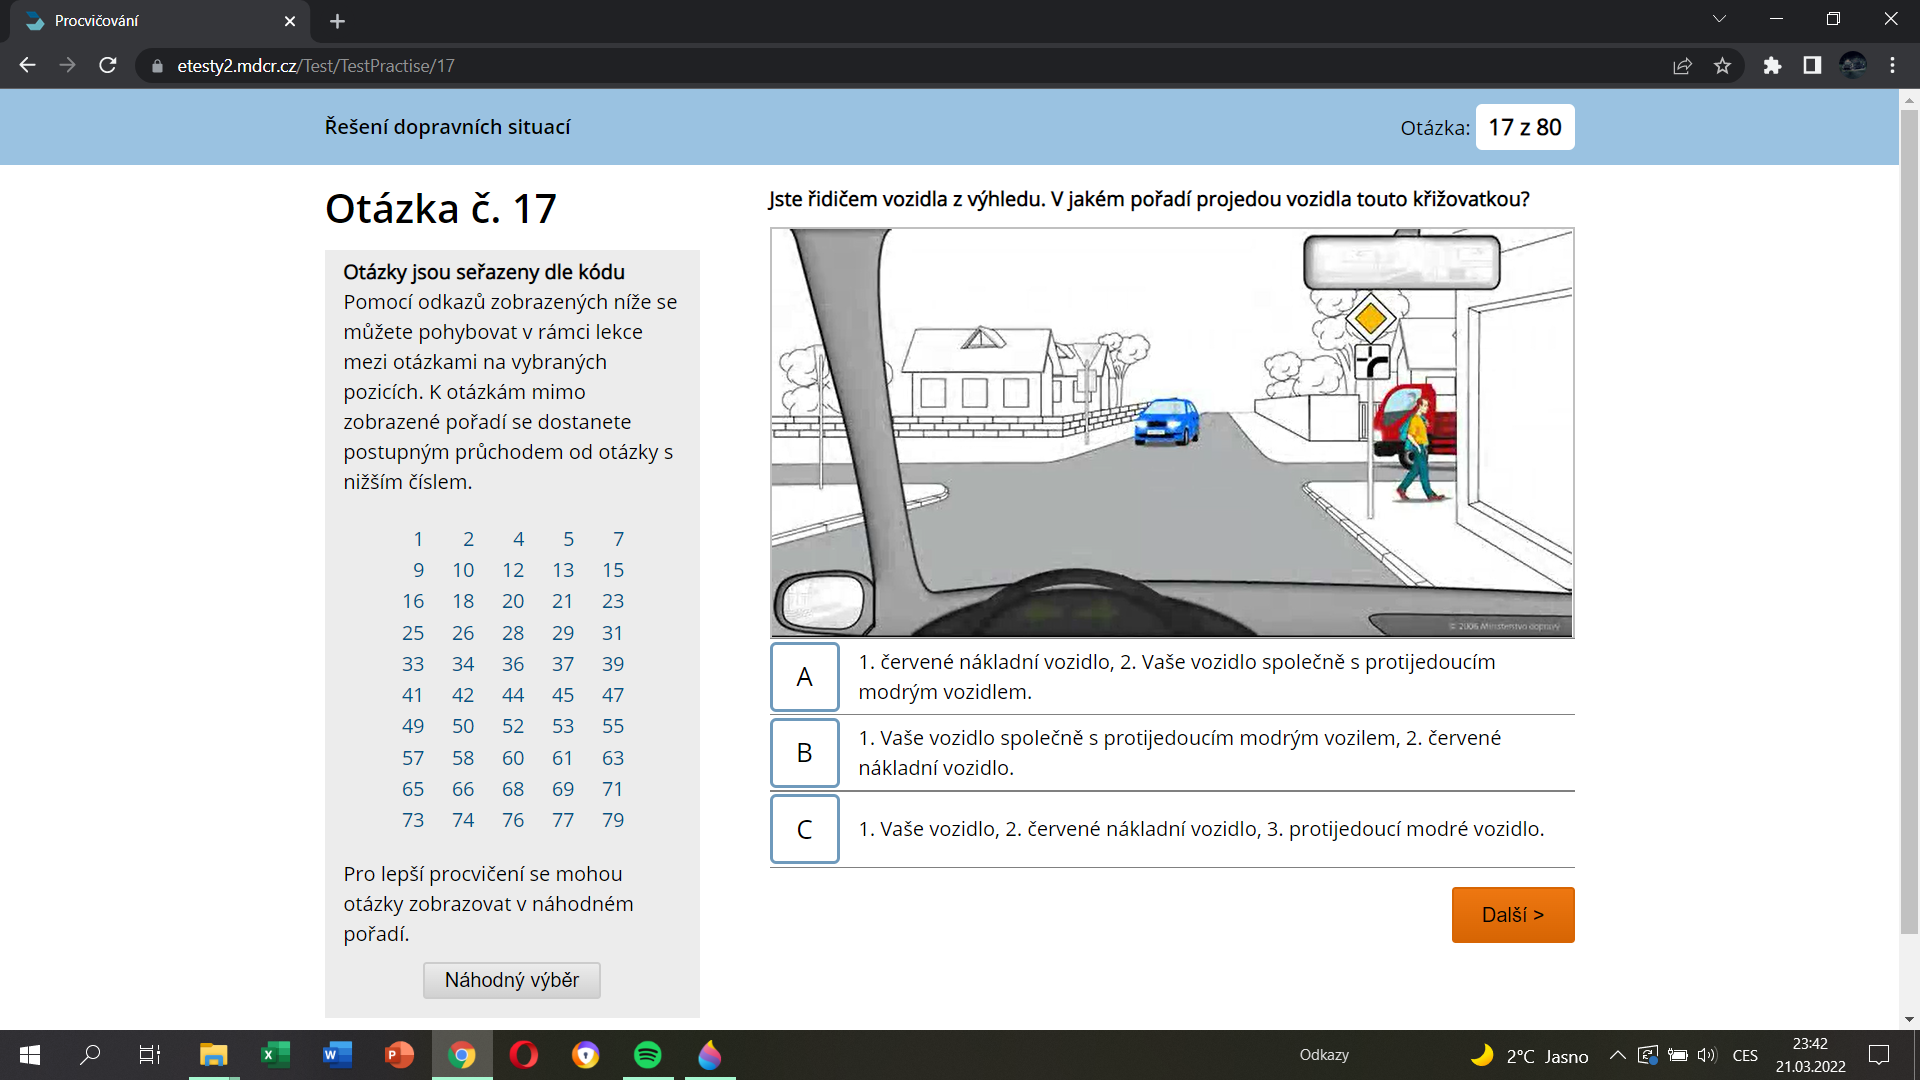 Procvičování
etesty2.mdcr.cz/Test/TestPractise/17
Řešení dopravních situací
Otázka: 17 z 80
Otázka č. 17
Otázky jsou seřazeny dle kódu
Pomocí odkazů zobrazených níže se
můžete pohybovat v rámci lekce
mezi otázkami na vybraných
pozicích. K otázkám mimo
zobrazené pořadí se dostanete
postupným průchodem od otázky s
nižším číslem.
1 2 4 5 7
9 10 12 13 15
16 18 20 21 23
25 26 28 29 31
33 34 36 37 39
41 42 44 45 47
49 50 52 53 55
57 58 60 61 63
65 66 68 69 71
73 74 76 77 79
Pro lepší procvičení se mohou
otázky zobrazovat v náhodném
pořadí.
Náhodný výběr
Jste řidičem vozidla z výhledu. V jakém pořadí projedou vozidla touto křižovatkou?
© 2006 Ministerstvo dopravy
A
1. červené nákladní vozidlo, 2. Vaše vozidlo společně s protijedoucím
modrým vozidlem.
B
1. Vaše vozidlo společně s protijedoucím modrým vozilem, 2. červené
nákladní vozidlo.
C
1. Vaše vozidlo, 2. červené nákladní vozidlo, 3. protijedoucí modré vozidlo.
Další >
Odkazy
2°C Jasno
CES
23:42
21.03.2022